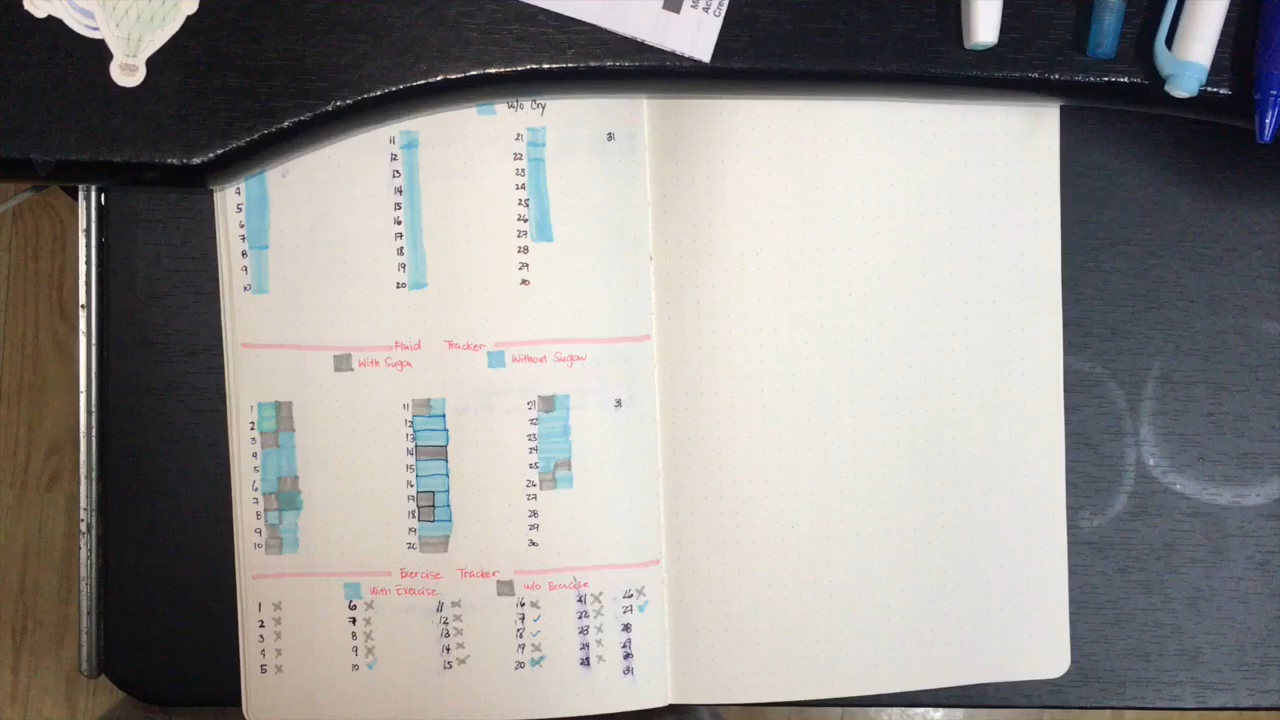 w/o Cry
11 21 31
12 22
13 23
4 14 24
5 15 25
6 16 26
7 17 27
8 18 28
9 19 29
10 20 30
Fluid Tracker
With Sugar Without Sugar
1 11 21 31
2 12 22
3 13 23
4 14 24
5 15 25
6 16 26
7 17 27
8 18 28
9 19 29
10 20 30
Exercise Tracker
With Exercise w/o Exercise
1 6 11 16 21 26
2 7 12 17 22 27
3 8 13 18 23 28
4 9 14 19 24 29
5 10 15 20 25 30
31